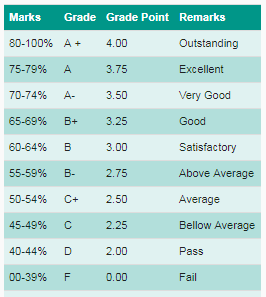 Marks Grade Grade Point Remarks
80-100% A + 4.00 Outstanding
75-79% A 3.75 Excellent
70-74% A- 3.50 Very Good
65-69% B+ 3.25 Good
60-64% B 3.00 Satisfactory
55-59% B- 2.75 Above Average
50-54% C+ 2.50 Average
45-49% C 2.25 Bellow Average
40-44% D 2.00 Pass
00-39% F 0.00 Fail